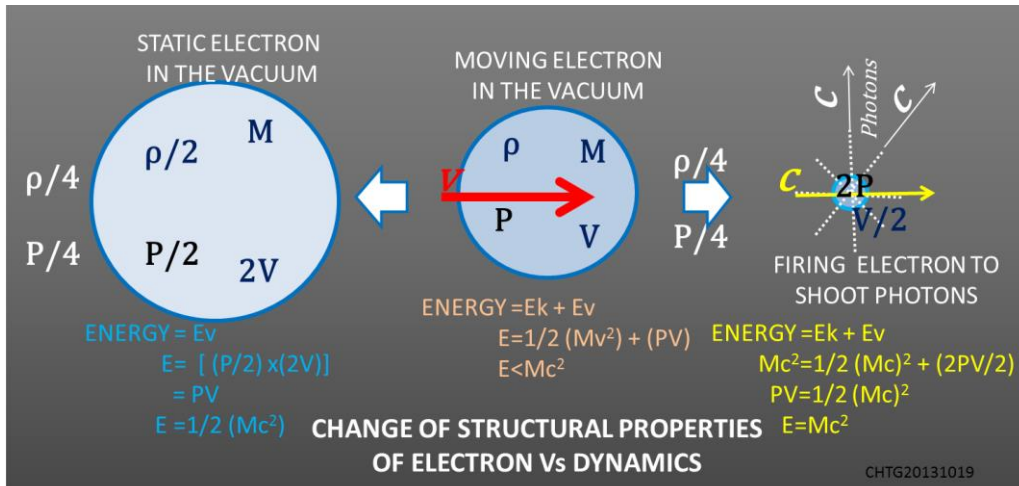 STATIC ELECTRON
IN THE VACUUM
ρ/2
M
ρ/4
P/4
P/2
2V
ENERGY = Ev
E= [ (P/2) x(2V)]
= PV
E =1/2 (Mc²)
MOVING ELECTRON
IN THE VACUUM
ρ
M
V
P
V
ρ/4
P/4
ENERGY =Ek + Ev
E=1/2 (Mv²) + (PV)
E<Mc²
C
Photons
C
C
2P
V/2
FIRING ELECTRON TO
SHOOT PHOTONS
ENERGY =Ek + Ev
Mc²=1/2 (Mc)² + (2PV/2)
PV=1/2 (Mc)²
E=Mc²
CHANGE OF STRUCTURAL PROPERTIES
OF ELECTRON Vs DYNAMICS
CHTG20131019